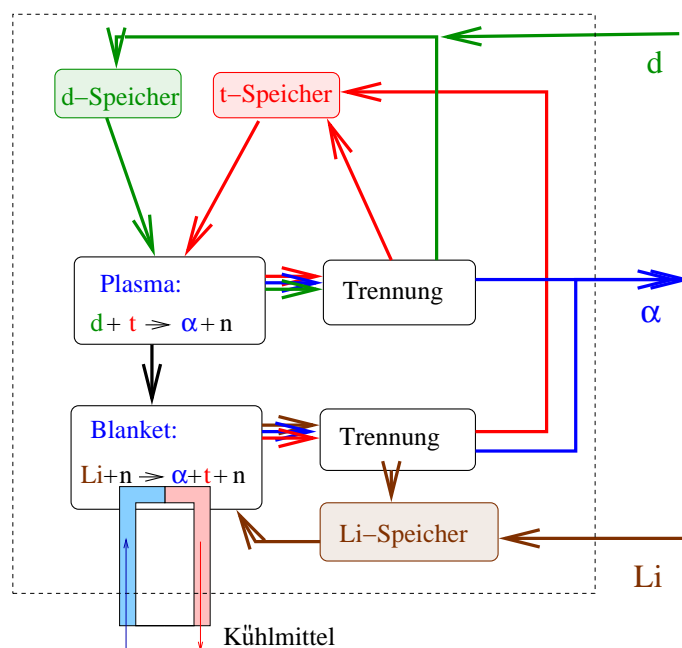 d
d–Speicher
t–Speicher
Plasma:
Trennung
d+ t → α+n
α
Blanket:
Trennung
Li+n → α+t+n
Li–Speicher
Li
Kühlmittel